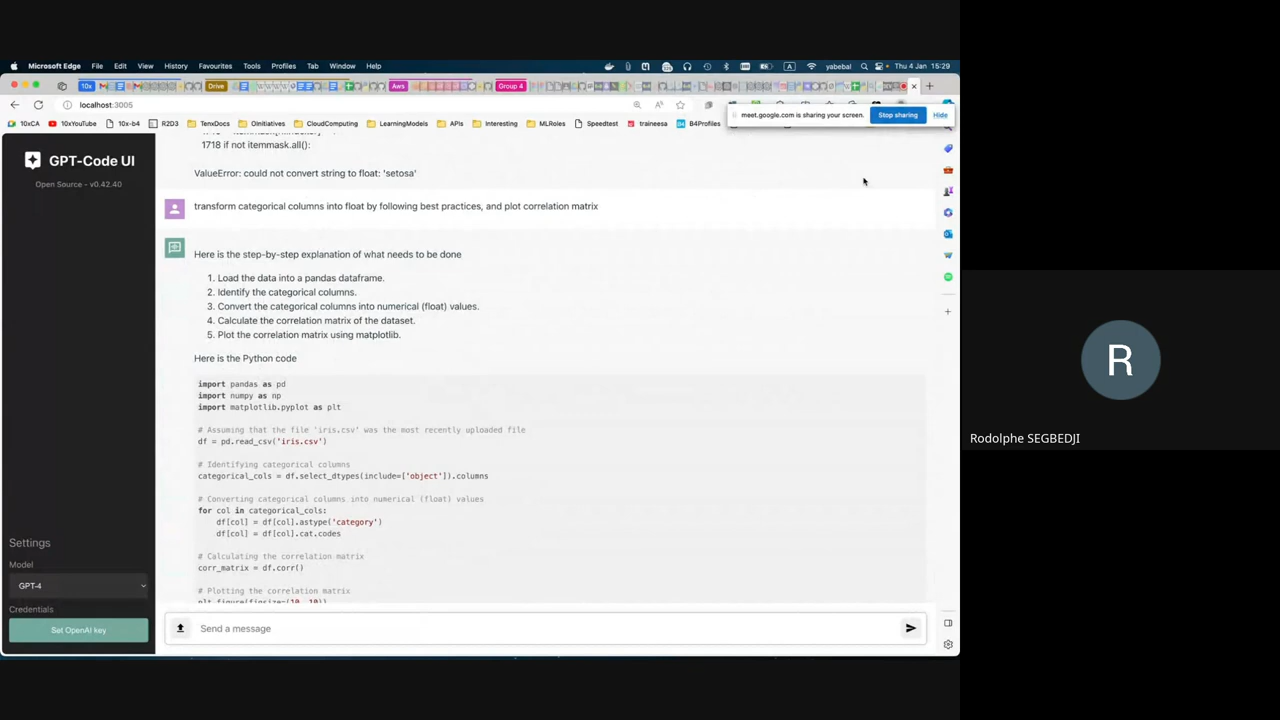 Microsoft Edge File Edit View History Favourites Tools Profiles Tab Window Help
yabebal Thu 4 Jan 15:29
10x Drive Aws Group 4
localhost:3005
meet.google.com is sharing your screen. Stop sharing Hide
10xCA 10xYouTube 10x-b4 R2D3 TenxDocs OInitiatives CloudComputing LearningModels APIs Interesting MLRoles Speedtest traineesa B4Profiles
GPT-Code UI
Open Source - v0.42.40
1718 if not itemmask.all():
ValueError: could not convert string to float: 'setosa'
transform categorical columns into float by following best practices, and plot correlation matrix
Here is the step-by-step explanation of what needs to be done
1. Load the data into a pandas dataframe.
2. Identify the categorical columns.
3. Convert the categorical columns into numerical (float) values.
4. Calculate the correlation matrix of the dataset.
5. Plot the correlation matrix using matplotlib.
Here is the Python code
import pandas as pd
import numpy as np
import matplotlib.pyplot as plt
# Assuming that the file 'iris.csv' was the most recently uploaded file
df = pd.read_csv('iris.csv')
# Identifying categorical columns
categorical_cols = df.select_dtypes(include=['object']).columns
# Converting categorical columns into numerical (float) values
for col in categorical_cols:
df[col] = df[col].astype('category')
df[col] = df[col].cat.codes
# Calculating the correlation matrix
corr_matrix = df.corr()
# Plotting the correlation matrix
plt.figure(figsize=(10, 10))
Settings
Model
GPT-4
Credentials
Set OpenAI key
Send a message
R
Rodolphe SEGBEDJI